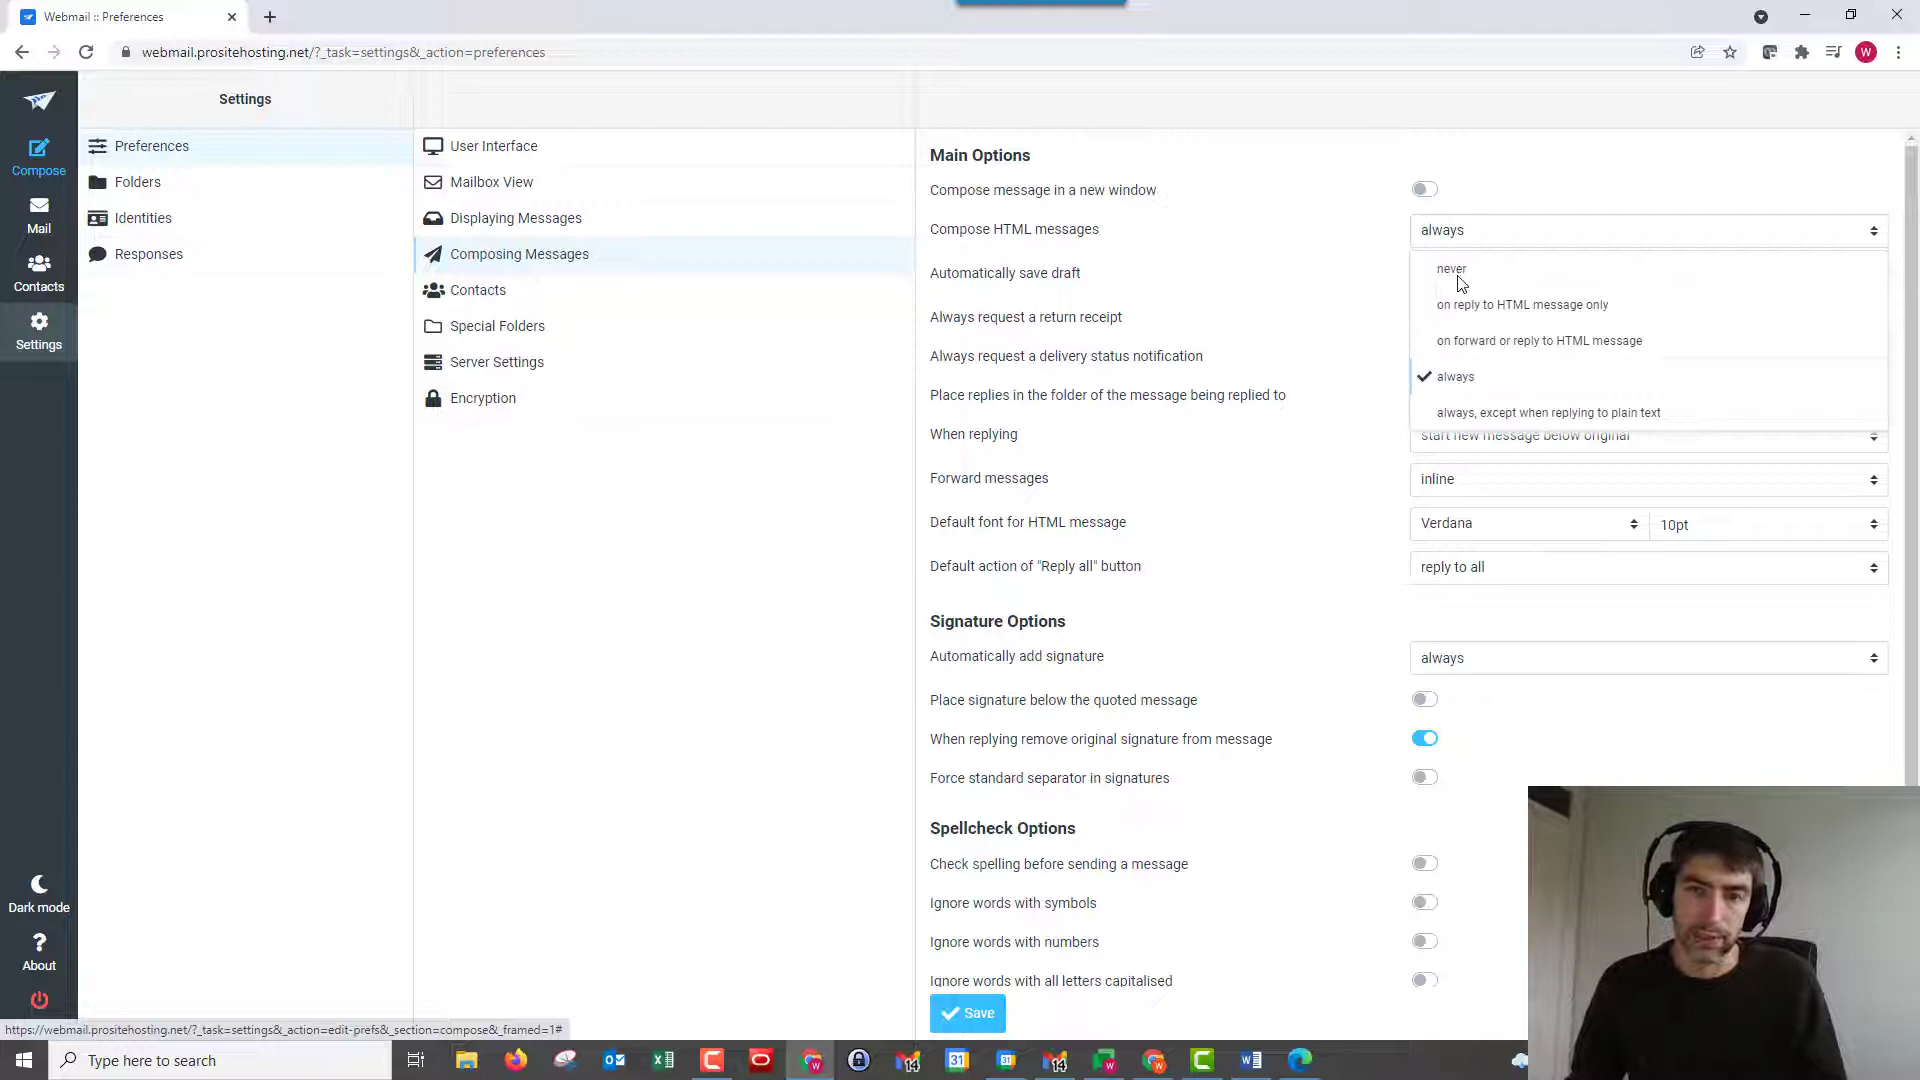 Webmail :: Preferences
webmail.prositehosting.net/?_task=settings&_action=preferences
W
Settings
Compose
Mail
Contacts
Settings
Dark mode
About
Preferences
Folders
Identities
Responses
User Interface
Mailbox View
Displaying Messages
Composing Messages
Contacts
Special Folders
Server Settings
Encryption
Main Options
Compose message in a new window
Compose HTML messages always
never
on reply to HTML message only
on forward or reply to HTML message
always
always, except when replying to plain text
Automatically save draft
Always request a return receipt
Always request a delivery status notification
Place replies in the folder of the message being replied to
When replying start new message below original
Forward messages inline
Default font for HTML message Verdana 10pt
Default action of "Reply all" button reply to all
Signature Options
Automatically add signature always
Place signature below the quoted message
When replying remove original signature from message
Force standard separator in signatures
Spellcheck Options
Check spelling before sending a message
Ignore words with symbols
Ignore words with numbers
Ignore words with all letters capitalised
Save
https://webmail.prositehosting.net/?_task=settings&_action=edit-prefs&_section=compose&_framed=1#
Type here to search
14
31
31
14